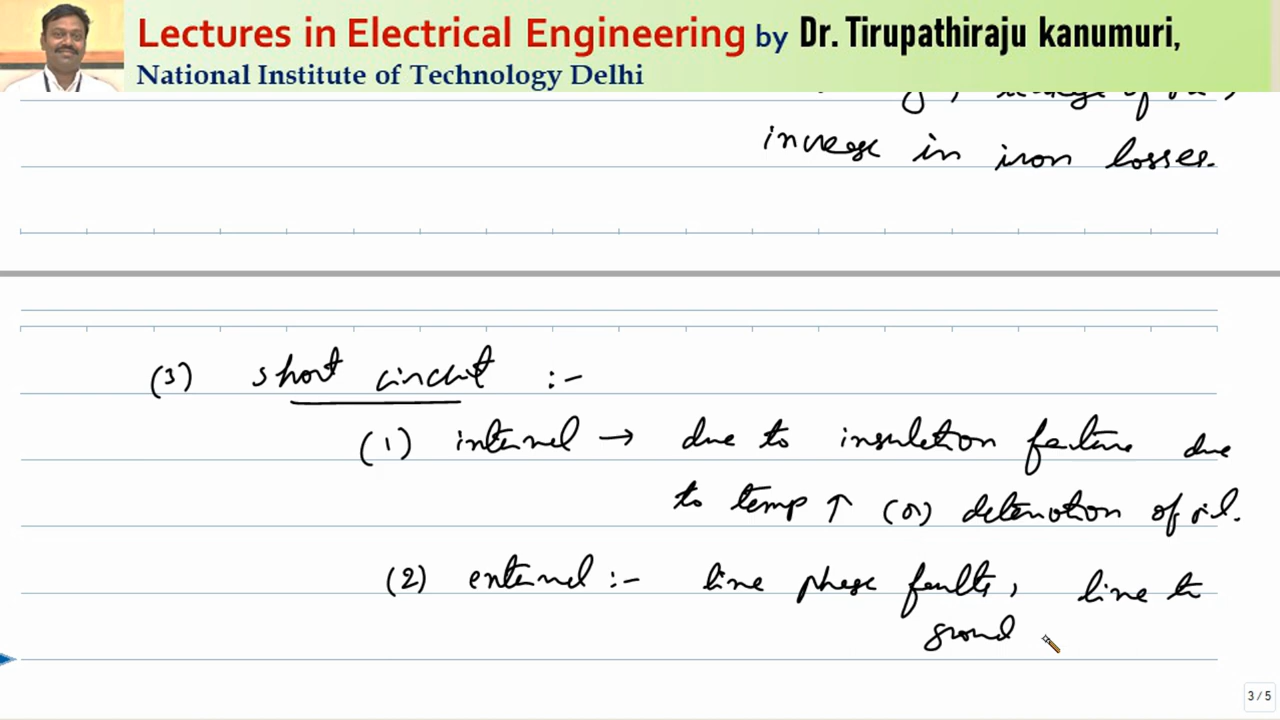 Lectures in Electrical Engineering by Dr. Tirupathiraju kanumuri,
National Institute of Technology Delhi
increase in iron losses.
(3) short circuit :-
(1) internal → due to insulation failure due
to temp ↑ (or) of oil.
(2) external :- line phase faults, line to
ground
3 / 5